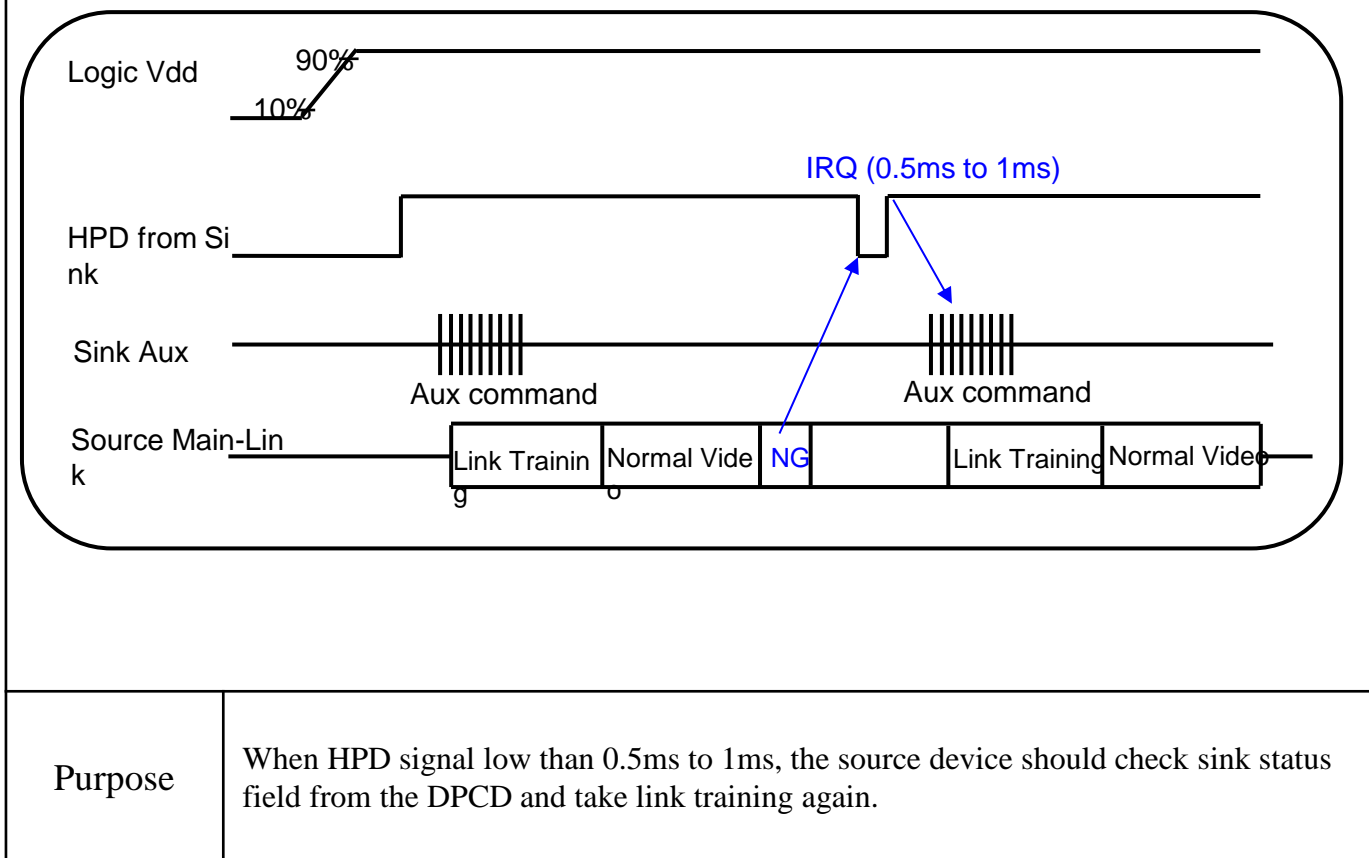 Logic Vdd
90%
10%
IRQ (0.5ms to 1ms)
HPD from Si
nk
Sink Aux
Aux command
Aux command
Source Main-Lin
k
Link Trainin
g
Normal Vide
o
NG
Link Training
Normal Video
Purpose
When HPD signal low than 0.5ms to 1ms, the source device should check sink status
field from the DPCD and take link training again.